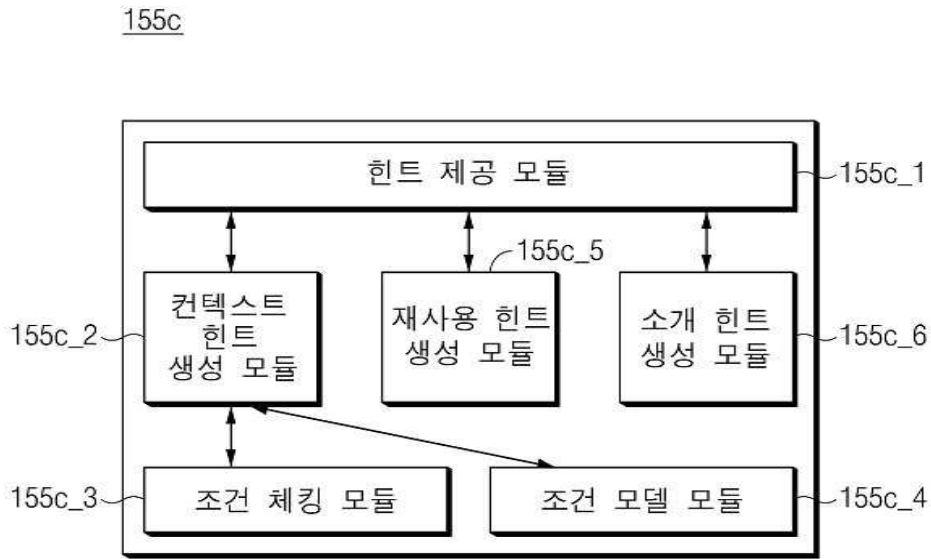 155c
힌트 제공 모듈
155c_1
155c_5
컨텍스트
힌트
생성 모듈
155c_2
재사용 힌트
생성 모듈
소개 힌트
생성 모듈
155c_6
155c_3
조건 체킹 모듈
조건 모델 모듈
155c_4